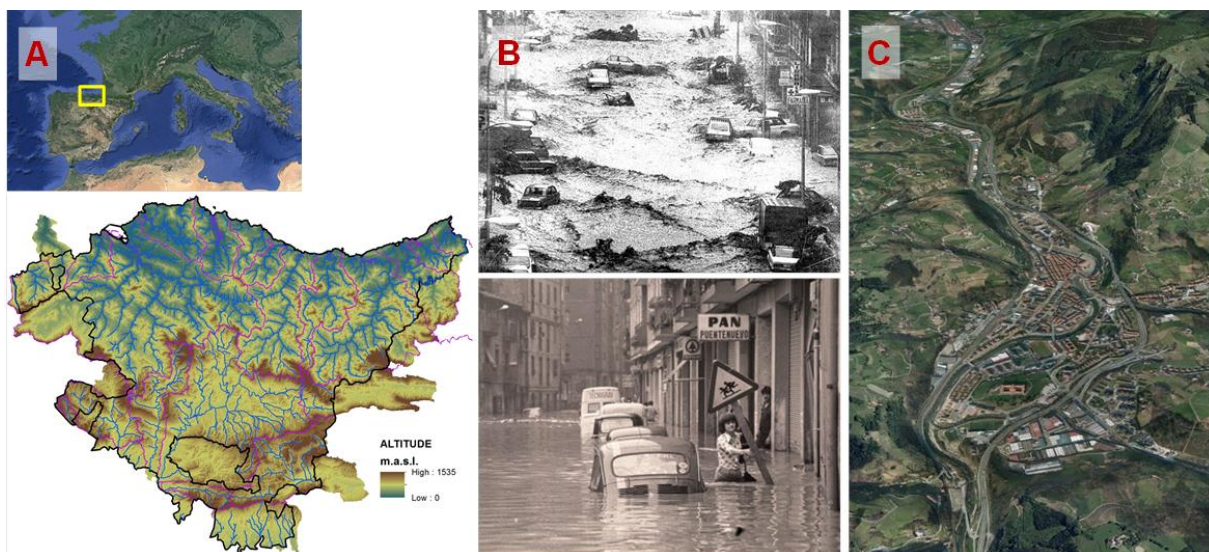 A
B
C
PAN
PUENTENUEVO
ALTITUDE
m.a.s.l.
High : 1535
Low : 0